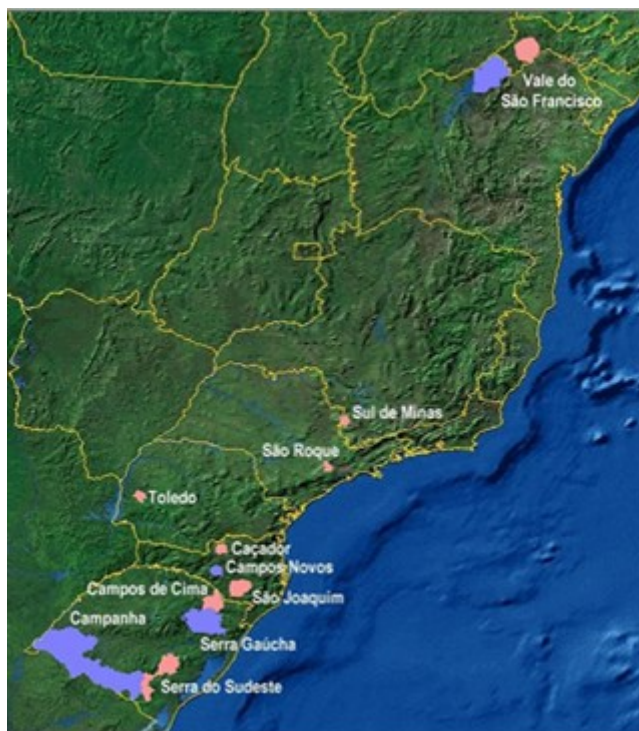 Vale do
São Francisco
Sul de Minas
São Roque
Toledo
Caçador
Campos Novos
Campos de Cima
São Joaquim
Campanha
Serra Gaúcha
Serra do Sudeste